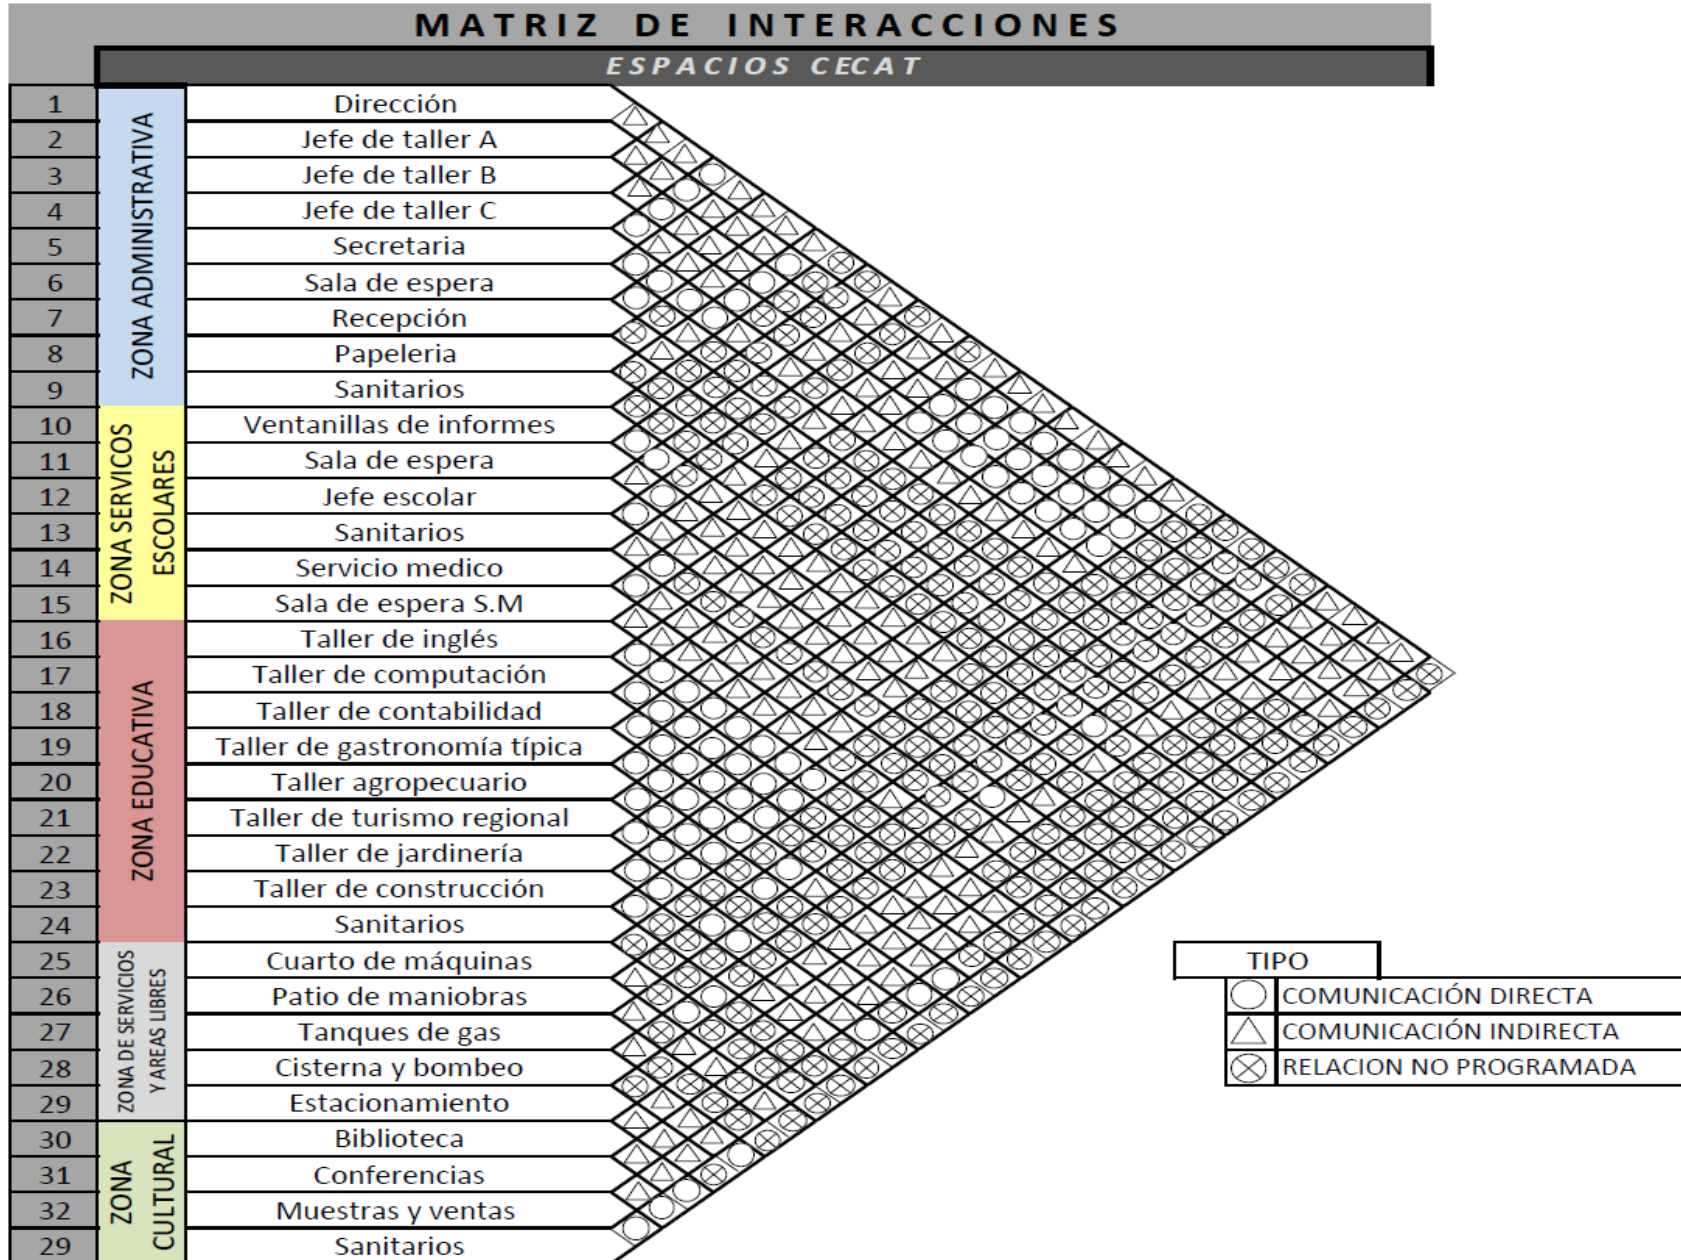 MATRIZ DE INTERACCIONES
ESPACIOS CECAT
ZONA ADMINISTRATIVA
1 Dirección
2 Jefe de taller A
3 Jefe de taller B
4 Jefe de taller C
5 Secretaria
6 Sala de espera
7 Recepción
8 Papeleria
9 Sanitarios
ZONA SERVICOS
ESCOLARES
10 Ventanillas de informes
11 Sala de espera
12 Jefe escolar
13 Sanitarios
14 Servicio medico
15 Sala de espera S.M
ZONA EDUCATIVA
16 Taller de inglés
17 Taller de computación
18 Taller de contabilidad
19 Taller de gastronomía típica
20 Taller agropecuario
21 Taller de turismo regional
22 Taller de jardinería
23 Taller de construcción
24 Sanitarios
ZONA DE SERVICIOS
Y AREAS LIBRES
25 Cuarto de máquinas
26 Patio de maniobras
27 Tanques de gas
28 Cisterna y bombeo
29 Estacionamiento
ZONA
CULTURAL
30 Biblioteca
31 Conferencias
32 Muestras y ventas
29 Sanitarios
TIPO
COMUNICACIÓN DIRECTA
COMUNICACIÓN INDIRECTA
RELACION NO PROGRAMADA